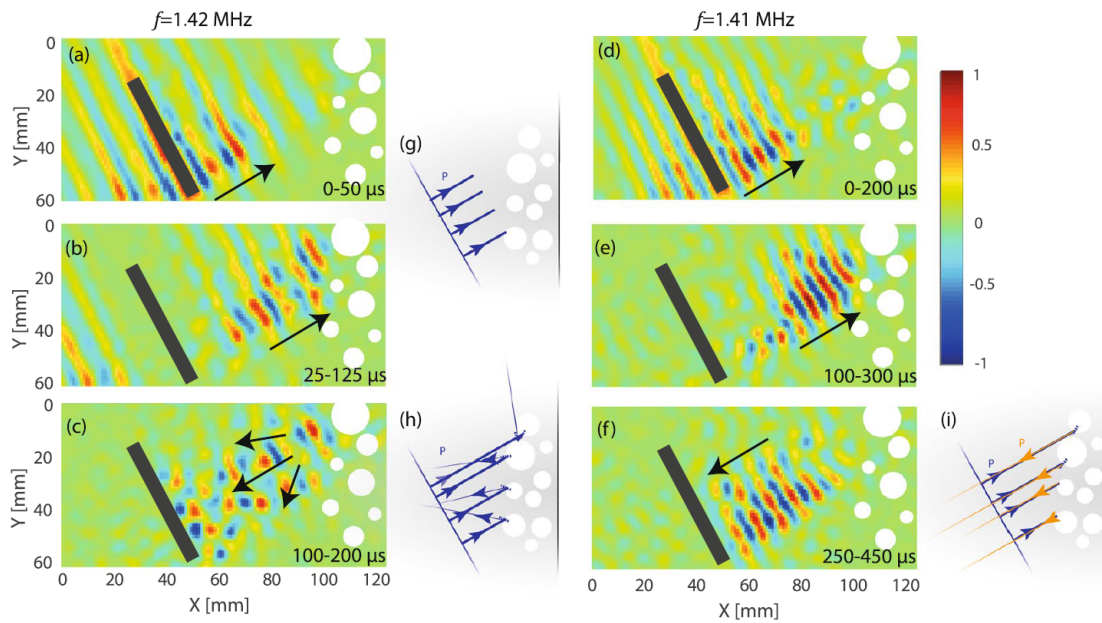 f=1.42 MHz
f=1.41 MHz
(a)
0
20
40
60
Y [mm]
0-50 µs
(b)
0
20
40
60
Y [mm]
25-125 µs
(c)
0
20
40
60
Y [mm]
100-200 µs
0 20 40 60 80 100 120
X [mm]
(g)
P
(h)
P
(d)
0-200 µs
(e)
100-300 µs
(f)
250-450 µs
0 20 40 60 80 100 120
X [mm]
1
0.5
0
-0.5
-1
(i)
P
P